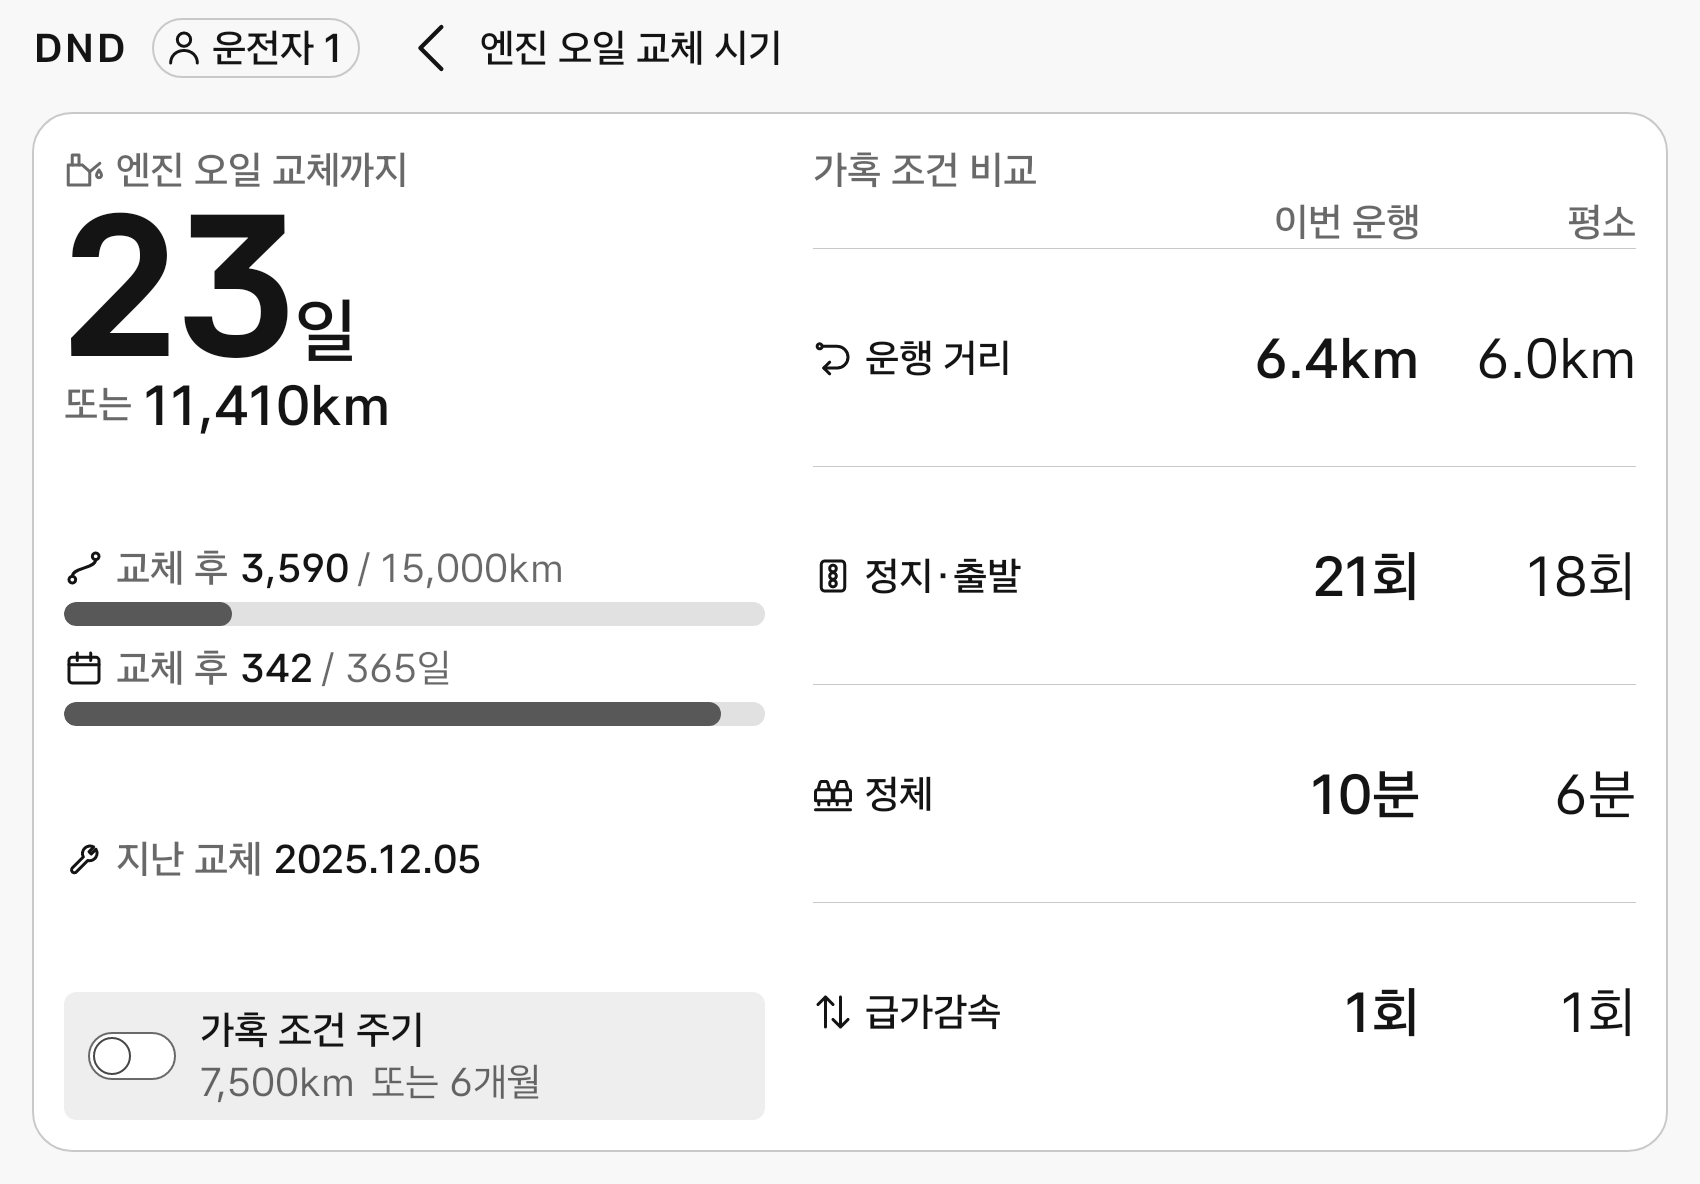 DND 운전자 1 엔진 오일 교체 시기
엔진 오일 교체까지
23일
또는 11,410km
교체 후 3,590 / 15,000km
교체 후 342 / 365일
지난 교체 2025.12.05
가혹 조건 주기
7,500km 또는 6개월
가혹 조건 비교
이번 운행 평소
운행 거리 6.4km 6.0km
정지·출발 21회 18회
정체 10분 6분
급가감속 1회 1회